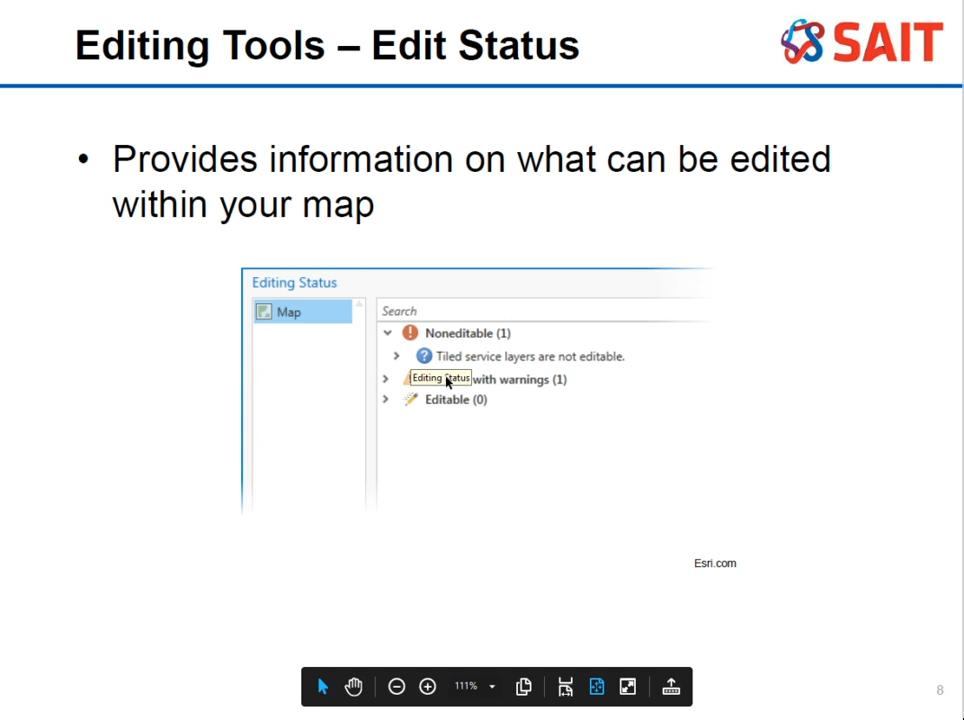 Editing Tools – Edit Status
SAIT
• Provides information on what can be edited
within your map
Editing Status
Map
Search
Noneditable (1)
Tiled service layers are not editable.
Editing Status with warnings (1)
Editable (0)
Esri.com
111%
8